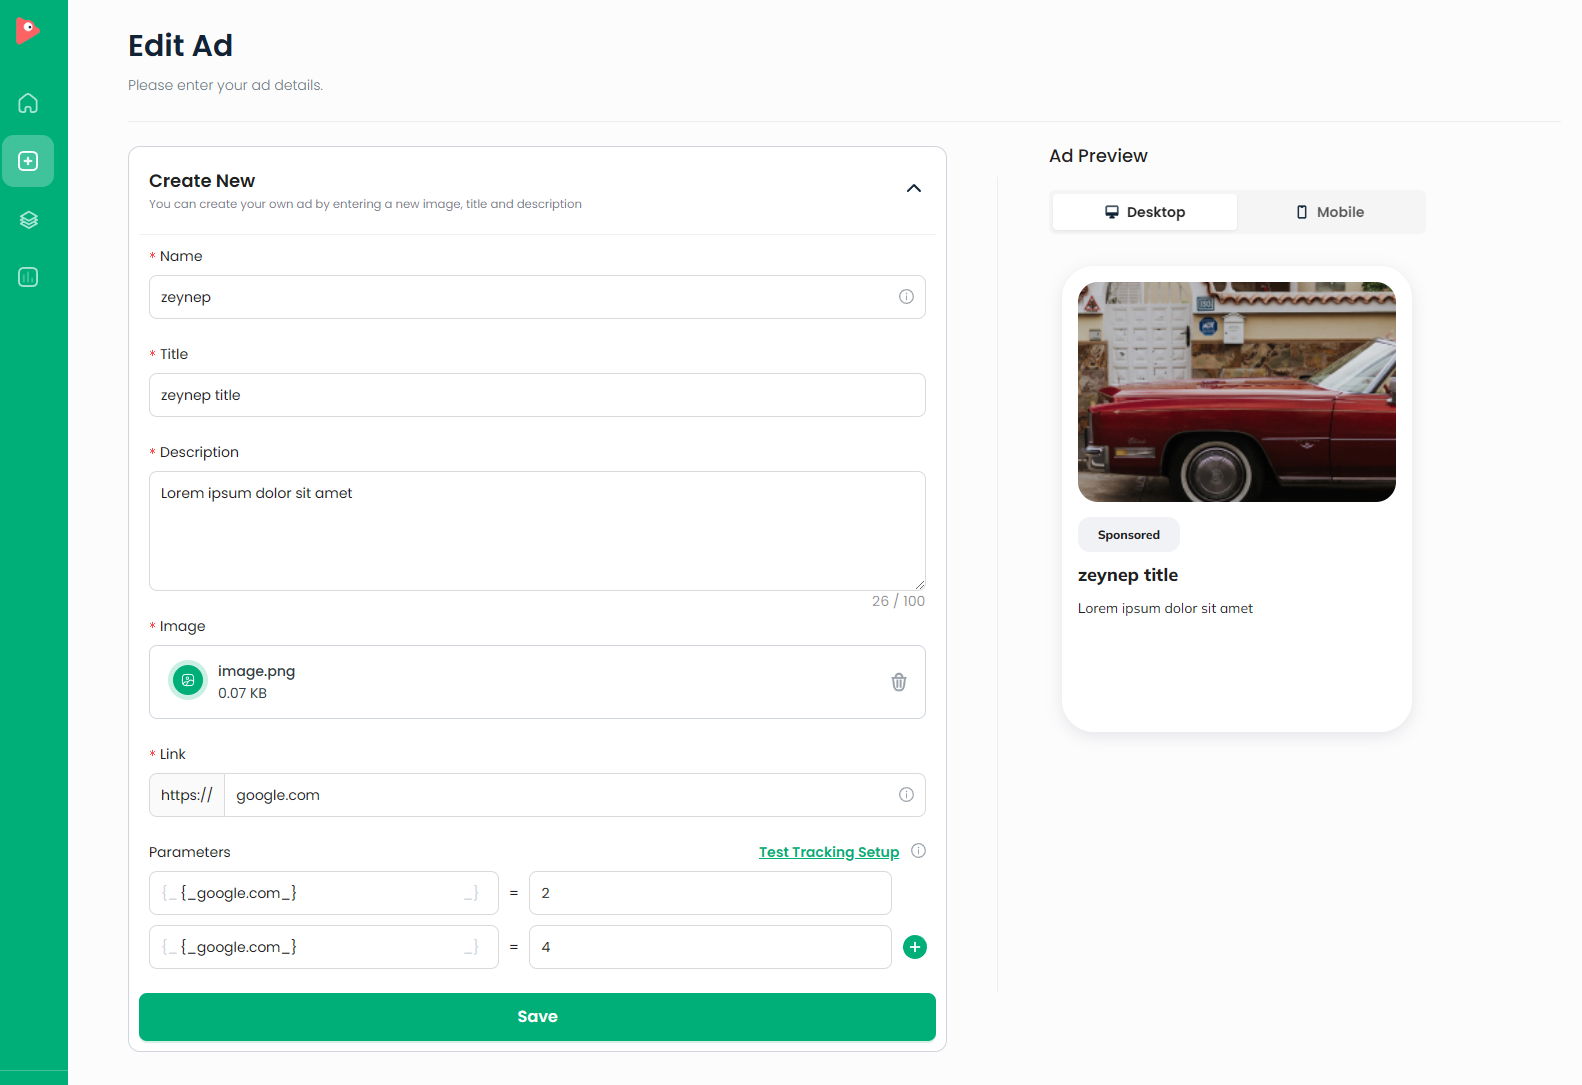 Edit Ad
Please enter your ad details.
Create New
You can create your own ad by entering a new image, title and description
* Name
zeynep
* Title
zeynep title
* Description
Lorem ipsum dolor sit amet
26 / 100
* Image
image.png
0.07 KB
* Link
https:// google.com
Parameters
Test Tracking Setup
{_ {_google.com_} _} = 2
{_ {_google.com_} _} = 4
Save
Ad Preview
Desktop
Mobile
Sponsored
zeynep title
Lorem ipsum dolor sit amet